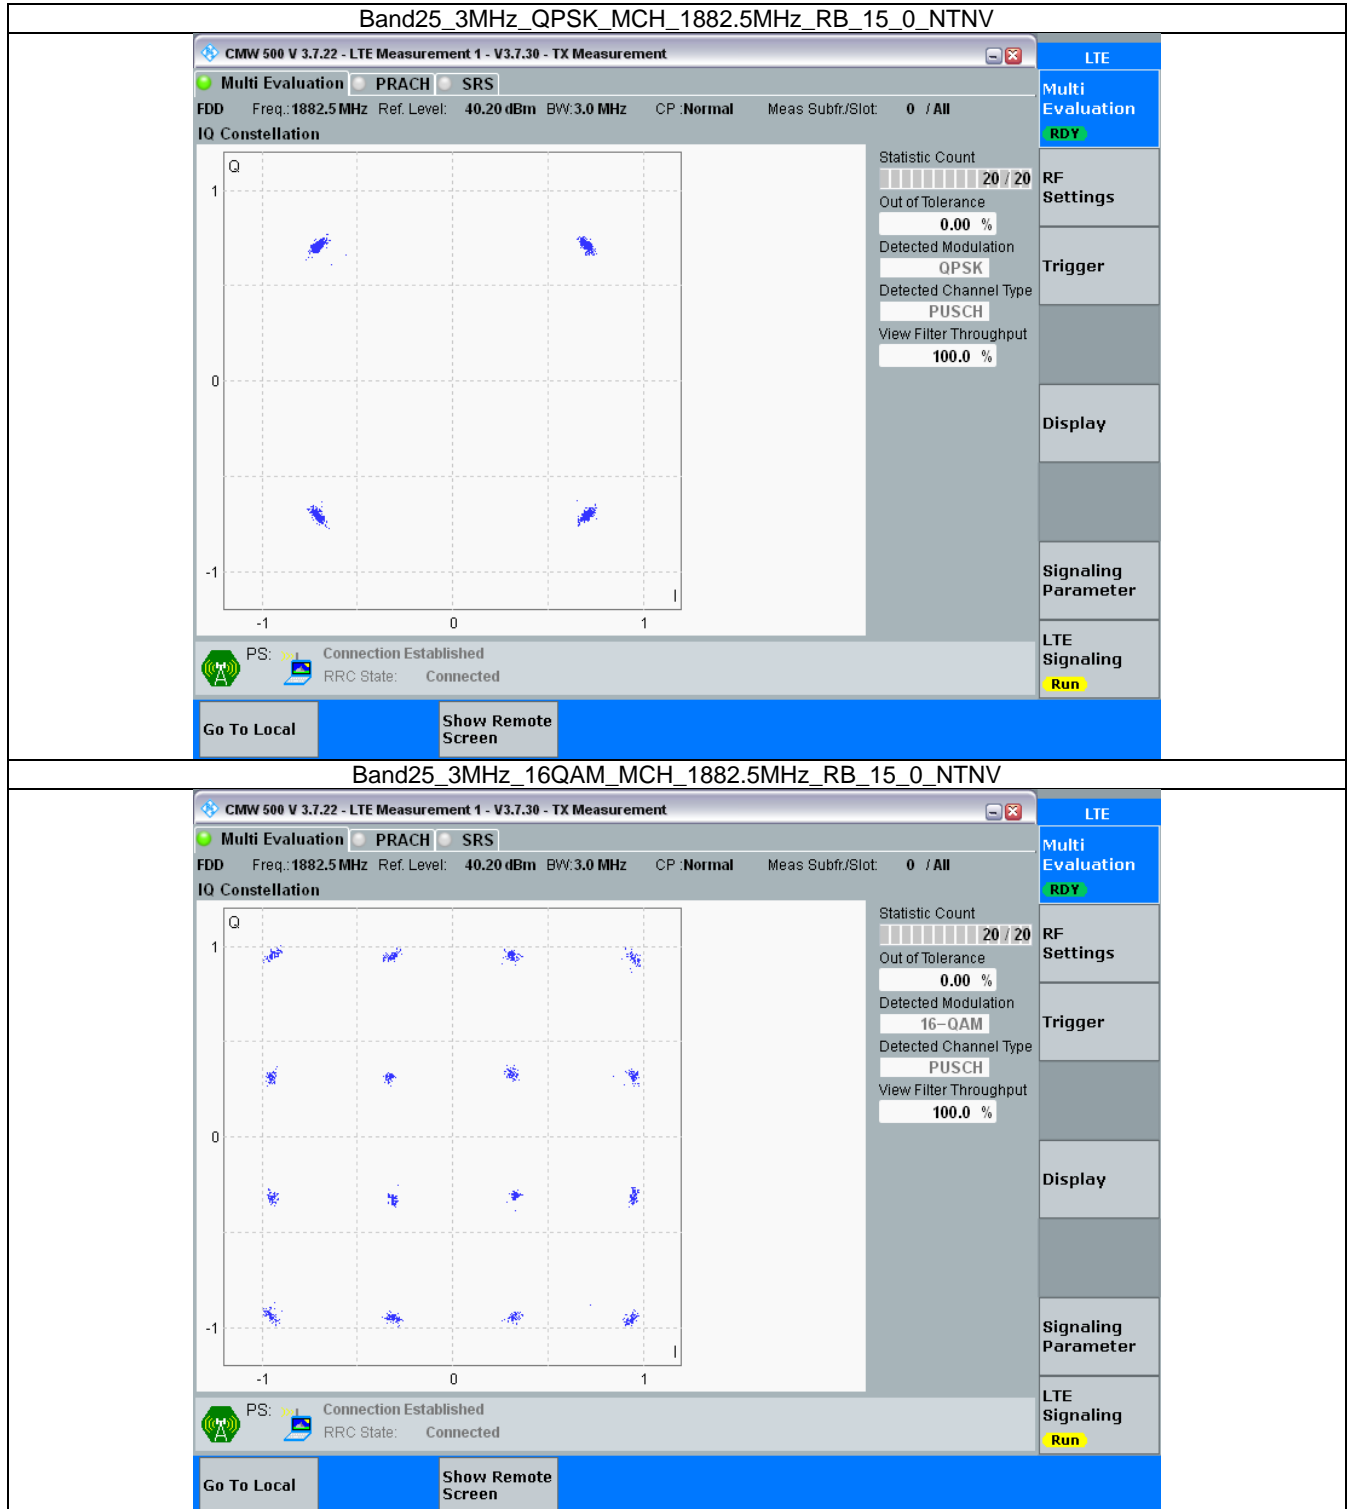 Band25_3MHz_QPSK_MCH_1882.5MHz_RB_15_0_NTNV
CMW 500 V 3.7.22 - LTE Measurement 1 - V3.7.30 - TX Measurement
LTE
Multi Evaluation PRACH SRS
Multi
Evaluation
RDY
FDD Freq.:1882.5 MHz Ref. Level: 40.20 dBm BW:3.0 MHz CP :Normal Meas Subfr./Slot: 0 / All
IQ Constellation
Q
1
0
-1
I
-1 0 1
Statistic Count
20 / 20
Out of Tolerance
0.00 %
Detected Modulation
QPSK
Detected Channel Type
PUSCH
View Filter Throughput
100.0 %
RF
Settings
Trigger
Display
Signaling
Parameter
LTE
Signaling
Run
PS: Connection Established
RRC State: Connected
Go To Local
Show Remote
Screen
Band25_3MHz_16QAM_MCH_1882.5MHz_RB_15_0_NTNV
CMW 500 V 3.7.22 - LTE Measurement 1 - V3.7.30 - TX Measurement
LTE
Multi Evaluation PRACH SRS
Multi
Evaluation
RDY
FDD Freq.:1882.5 MHz Ref. Level: 40.20 dBm BW:3.0 MHz CP :Normal Meas Subfr./Slot: 0 / All
IQ Constellation
Q
1
0
-1
I
-1 0 1
Statistic Count
20 / 20
Out of Tolerance
0.00 %
Detected Modulation
16-QAM
Detected Channel Type
PUSCH
View Filter Throughput
100.0 %
RF
Settings
Trigger
Display
Signaling
Parameter
LTE
Signaling
Run
PS: Connection Established
RRC State: Connected
Go To Local
Show Remote
Screen